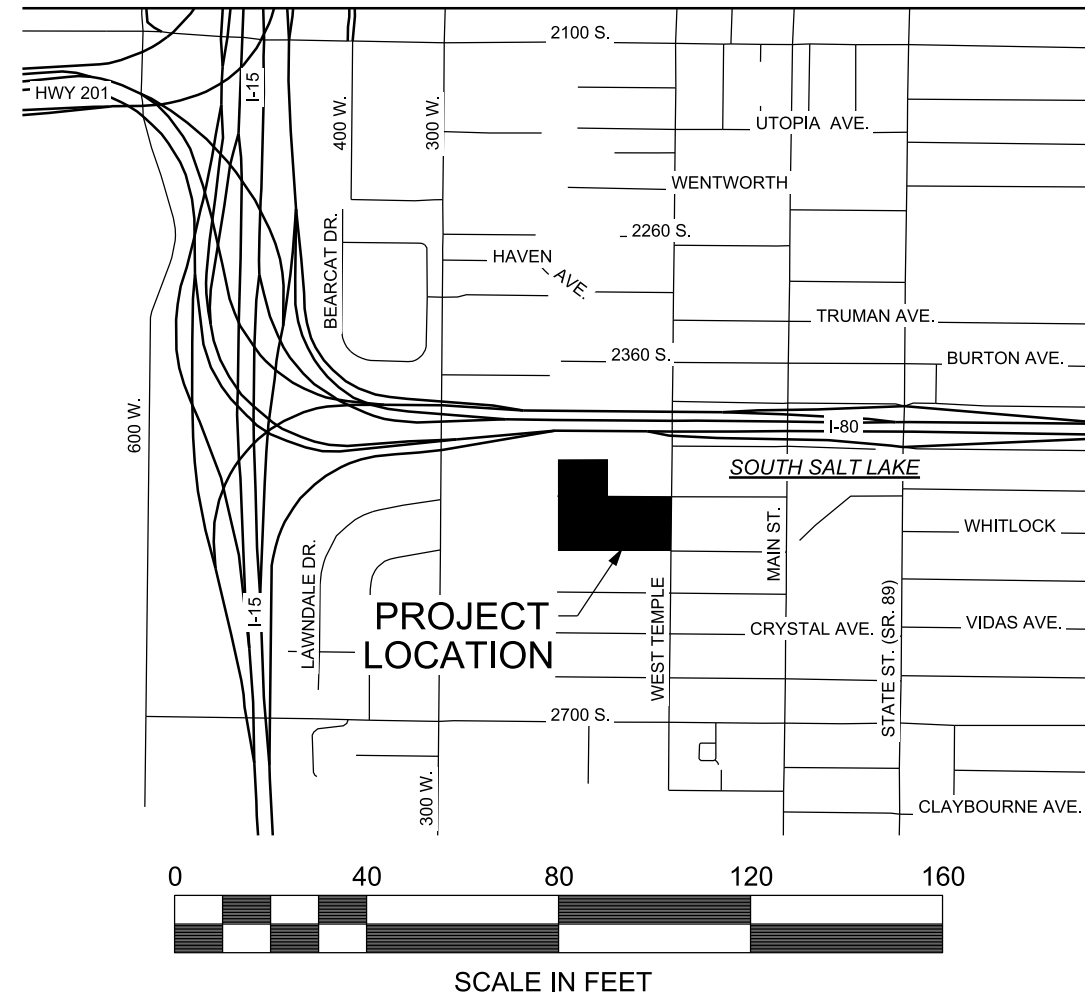 2100 S.
HWY 201
I-15
400 W.
300 W.
UTOPIA AVE.
WENTWORTH
2260 S.
BEARCAT DR.
HAVEN
AVE.
TRUMAN AVE.
2360 S.
BURTON AVE.
600 W.
I-80
SOUTH SALT LAKE
MAIN ST.
WHITLOCK
LAWNDALE DR.
I-15
PROJECT
LOCATION
WEST TEMPLE
CRYSTAL AVE.
STATE ST. (SR. 89)
VIDAS AVE.
2700 S.
300 W.
CLAYBOURNE AVE.
0 40 80 120 160
SCALE IN FEET